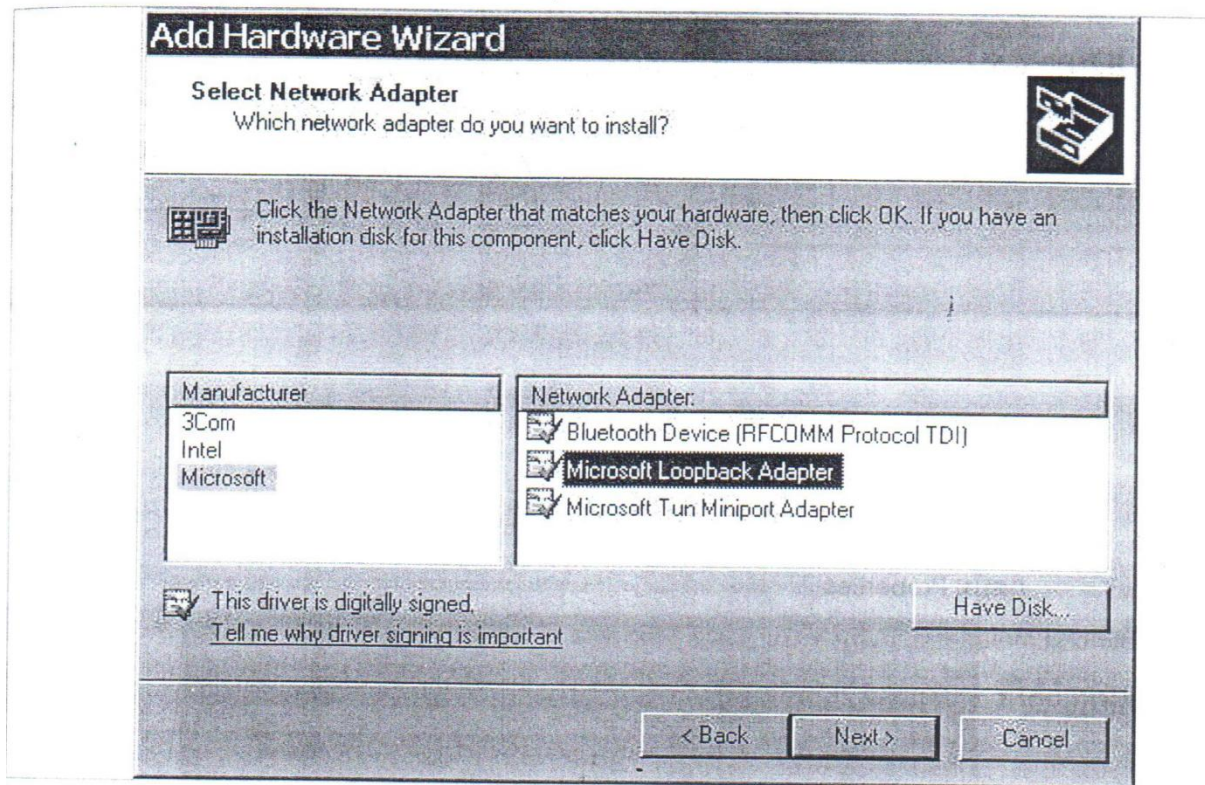 Add Hardware Wizard
Select Network Adapter
Which network adapter do you want to install?
Click the Network Adapter that matches your hardware, then click OK. If you have an
installation disk for this component, click Have Disk.
Manufacturer
3Com
Intel
Microsoft
Network Adapter:
Bluetooth Device (RFCOMM Protocol TDI)
Microsoft Loopback Adapter
Microsoft Tun Miniport Adapter
This driver is digitally signed.
Tell me why driver signing is important
Have Disk...
< Back
Next >
Cancel